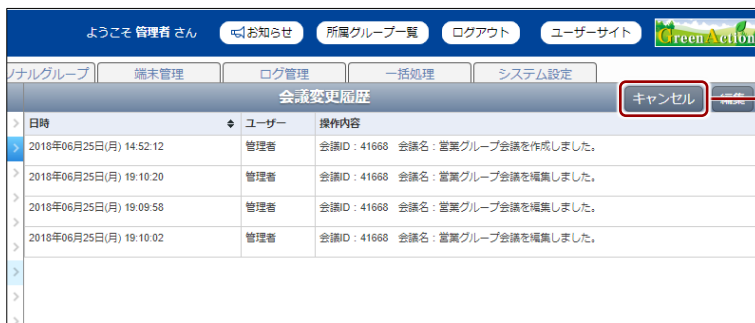 ようこそ 管理者 さん お知らせ 所属グループ一覧 ログアウト ユーザーサイト Green Action
ソナルグループ 端末管理 ログ管理 一括処理 システム設定
会議変更履歴 キャンセル 編集
日時 ユーザー 操作内容
2018年06月25日(月) 14:52:12 管理者 会議ID : 41668 会議名 : 営業グループ会議を作成しました。
2018年06月25日(月) 19:10:20 管理者 会議ID : 41668 会議名 : 営業グループ会議を編集しました。
2018年06月25日(月) 19:09:58 管理者 会議ID : 41668 会議名 : 営業グループ会議を編集しました。
2018年06月25日(月) 19:10:02 管理者 会議ID : 41668 会議名 : 営業グループ会議を編集しました。